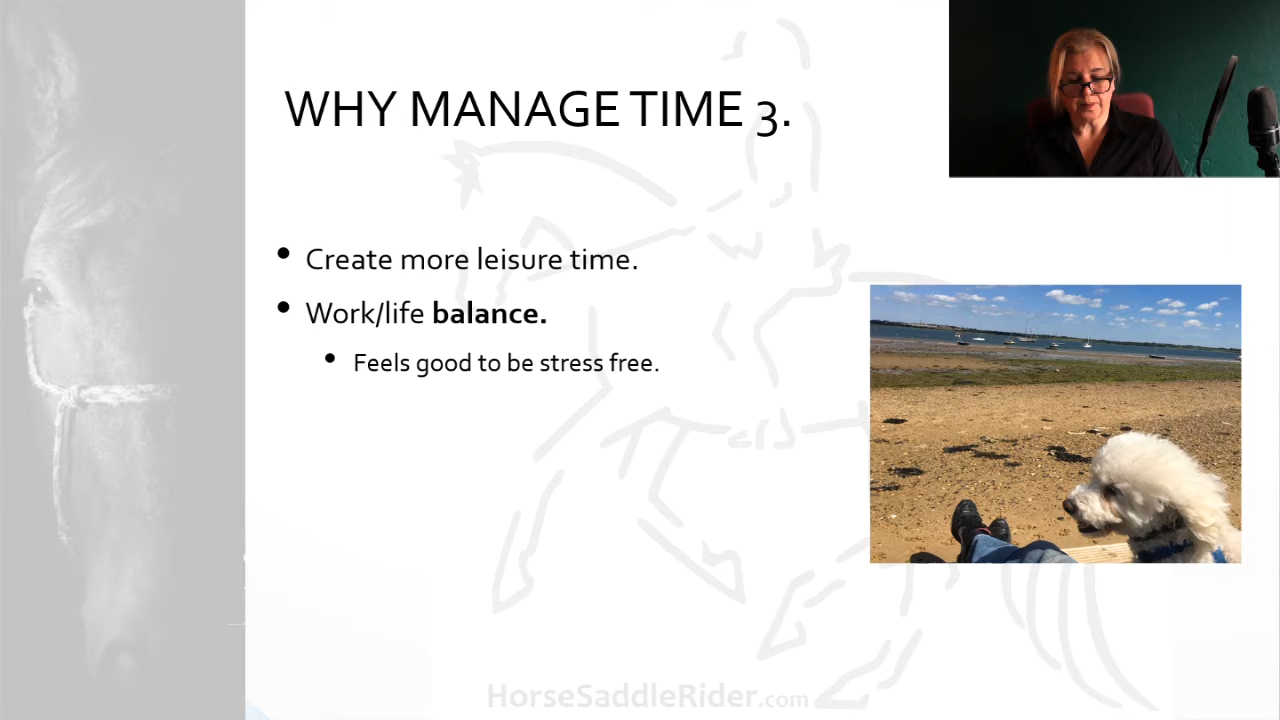 WHY MANAGE TIME 3.
Create more leisure time.
Work/life balance.
Feels good to be stress free.
HorseSaddleRider.com